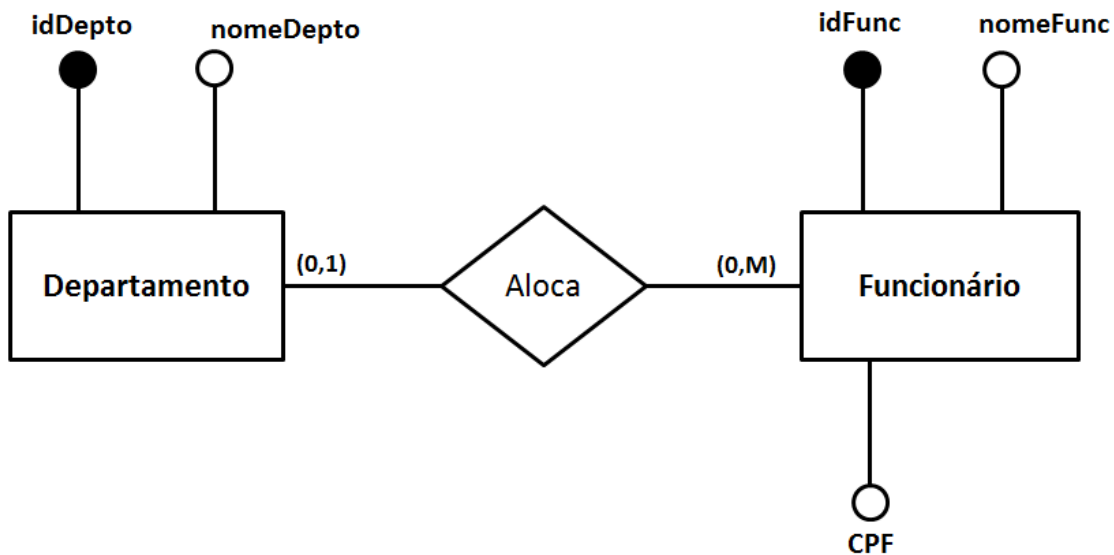 idDepto
nomeDepto
idFunc
nomeFunc
Departamento
(0,1)
Aloca
(0,M)
Funcionário
CPF